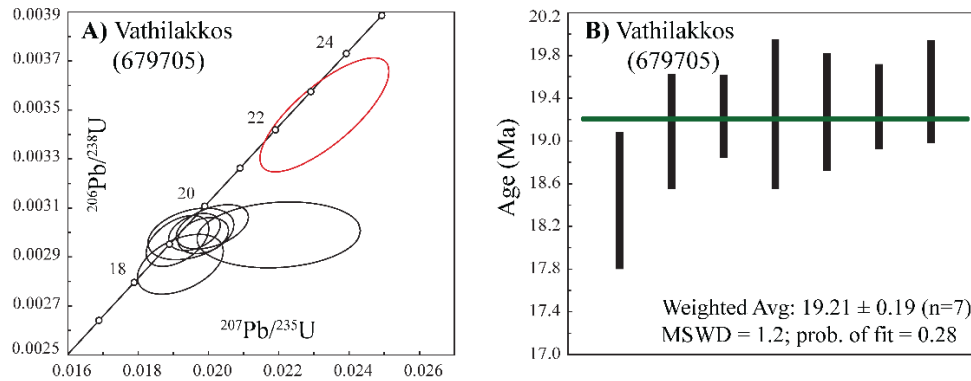 A) Vathilakkos
(679705)
0.0039
0.0037
0.0035
0.0033
0.0031
0.0029
0.0027
0.0025
²⁰⁶Pb/²³⁸U
24
22
20
18
²⁰⁷Pb/²³⁵U
0.016 0.018 0.020 0.022 0.024 0.026
B) Vathilakkos
(679705)
20.2
19.8
19.4
19.0
18.6
18.2
17.8
17.4
17.0
Age (Ma)
Weighted Avg: 19.21 ± 0.19 (n=7)
MSWD = 1.2; prob. of fit = 0.28